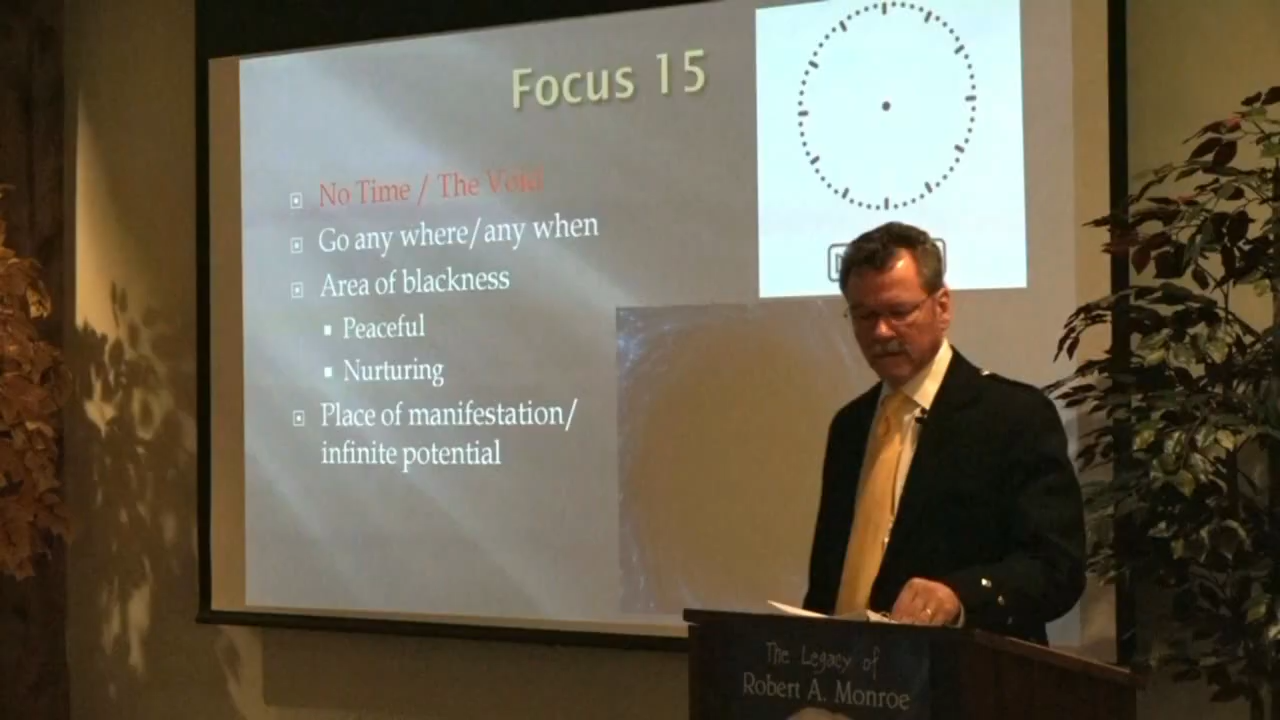 Focus 15
No Time / The Void
Go any where/any when
Area of blackness
Peaceful
Nurturing
Place of manifestation/
infinite potential
The Legacy of
Robert A. Monroe